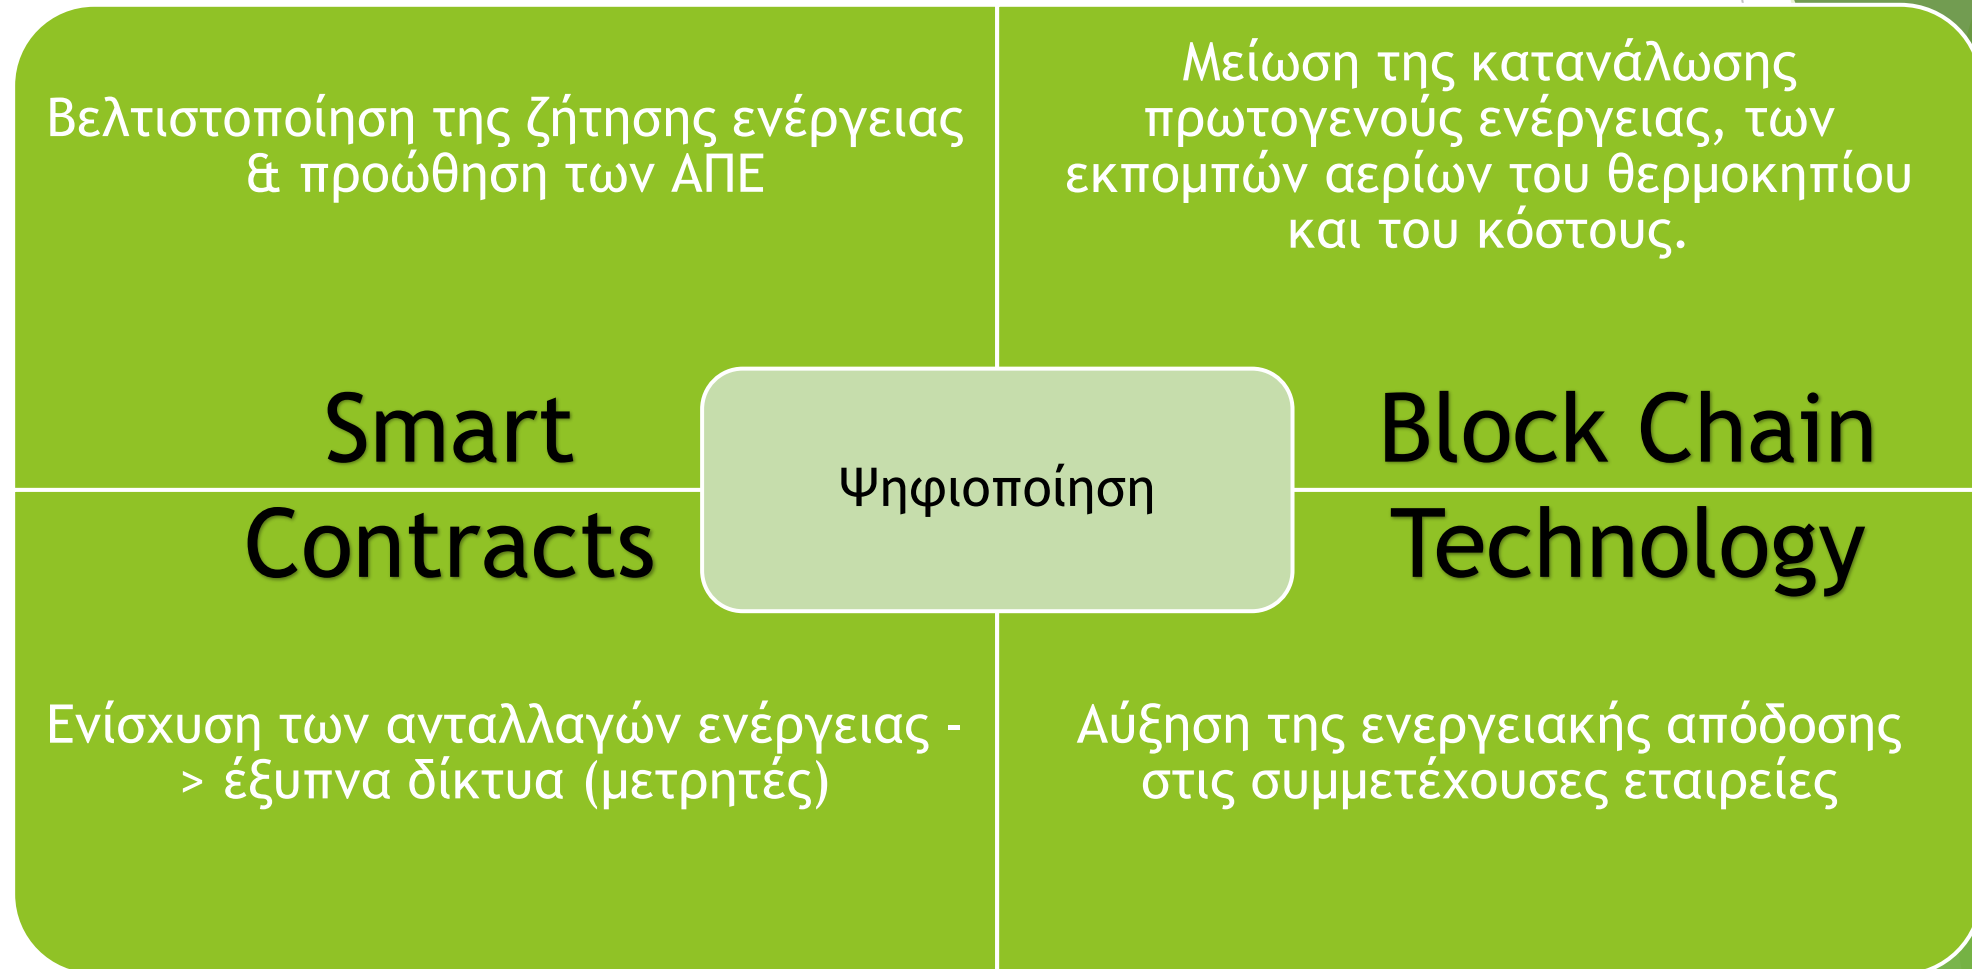 Βελτιστοποίηση της ζήτησης ενέργειας
& προώθηση των ΑΠΕ
Μείωση της κατανάλωσης
πρωτογενούς ενέργειας, των
εκπομπών αερίων του θερμοκηπίου
και του κόστους.
Smart
Contracts
Ψηφιοποίηση
Block Chain
Technology
Ενίσχυση των ανταλλαγών ενέργειας -
> έξυπνα δίκτυα (μετρητές)
Αύξηση της ενεργειακής απόδοσης
στις συμμετέχουσες εταιρείες